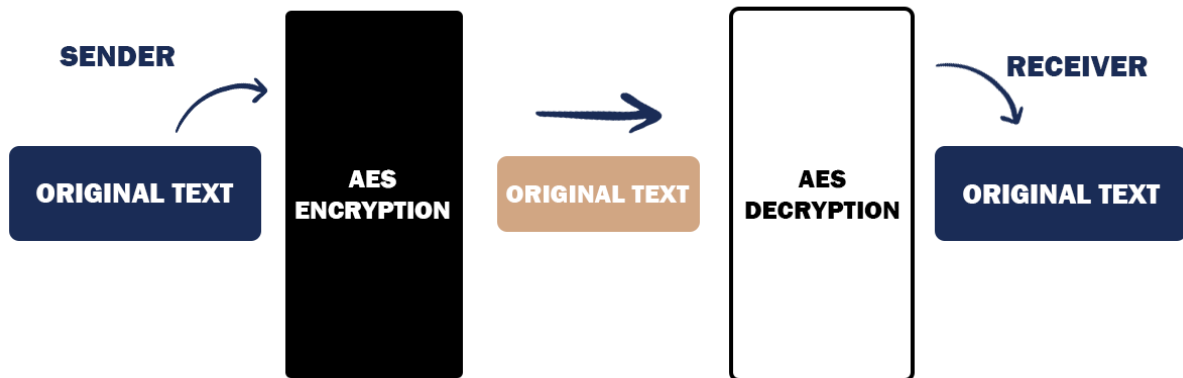 SENDER
ORIGINAL TEXT
AES
ENCRYPTION
ORIGINAL TEXT
AES
DECRYPTION
RECEIVER
ORIGINAL TEXT